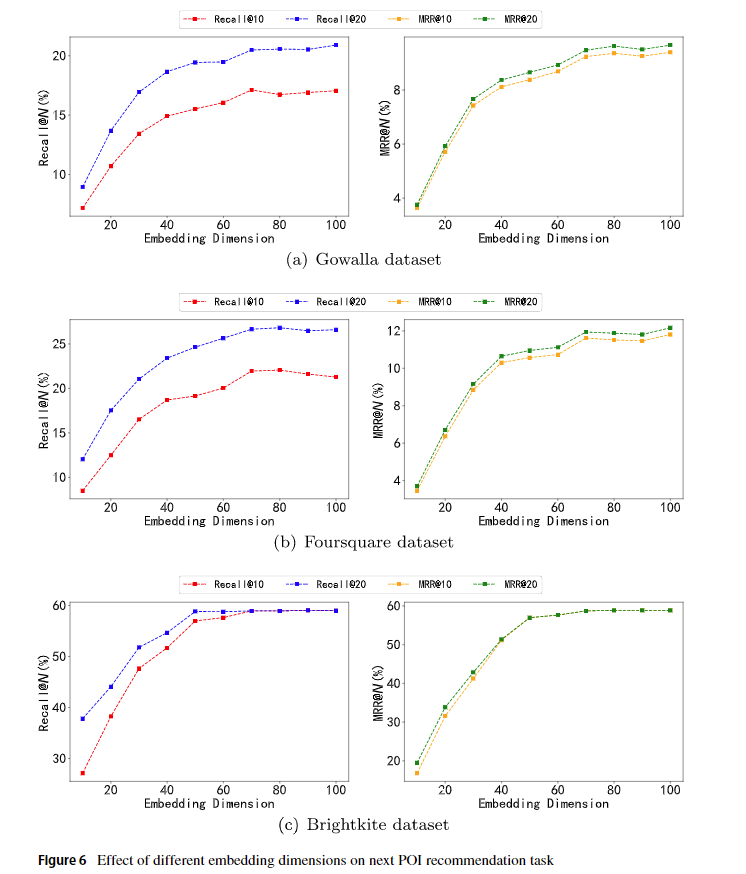 Recall@10 Recall@20 MRR@10 MRR@20
20
15
10
Recall@N(%)
20 40 60 80 100
Embedding Dimension
8
6
4
MRR@N(%)
20 40 60 80 100
Embedding Dimension
(a) Gowalla dataset
Recall@10 Recall@20 MRR@10 MRR@20
25
20
15
10
Recall@N(%)
20 40 60 80 100
Embedding Dimension
12
10
8
6
4
MRR@N(%)
20 40 60 80 100
Embedding Dimension
(b) Foursquare dataset
Recall@10 Recall@20 MRR@10 MRR@20
60
50
40
30
Recall@N(%)
20 40 60 80 100
Embedding Dimension
60
50
40
30
20
MRR@N(%)
20 40 60 80 100
Embedding Dimension
(c) Brightkite dataset
Figure 6 Effect of different embedding dimensions on next POI recommendation task